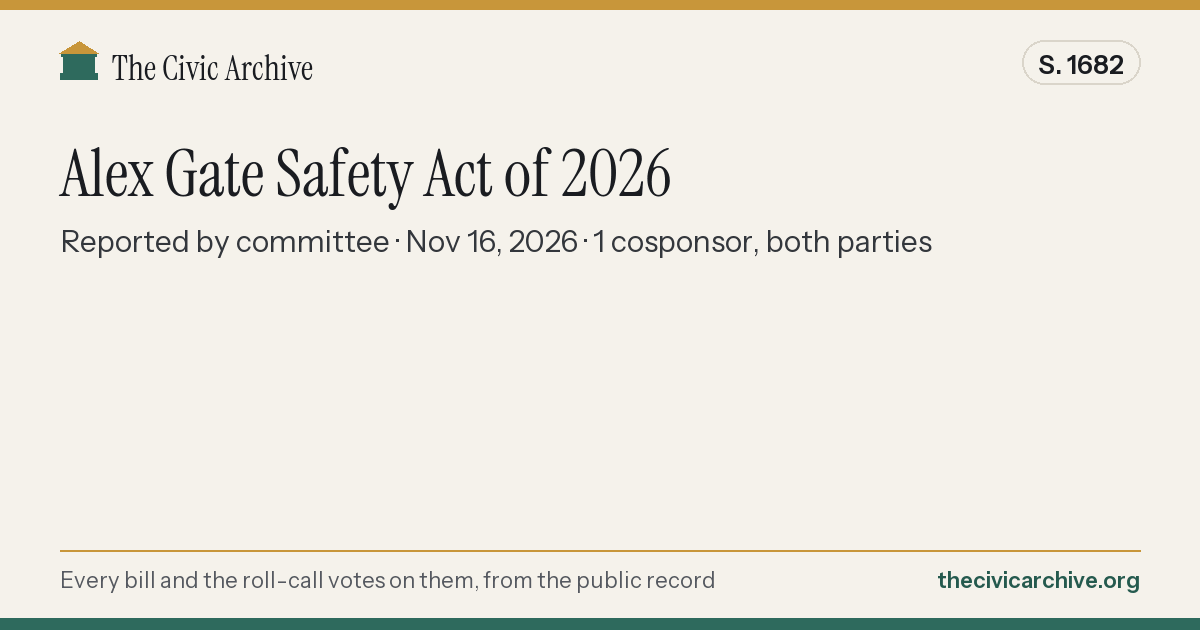 The Civic Archive
S. 1682
Alex Gate Safety Act of 2026
Reported by committee · Nov 16, 2026 · 1 cosponsor, both parties
Every bill and the roll-call votes on them, from the public record
thecivicarchive.org